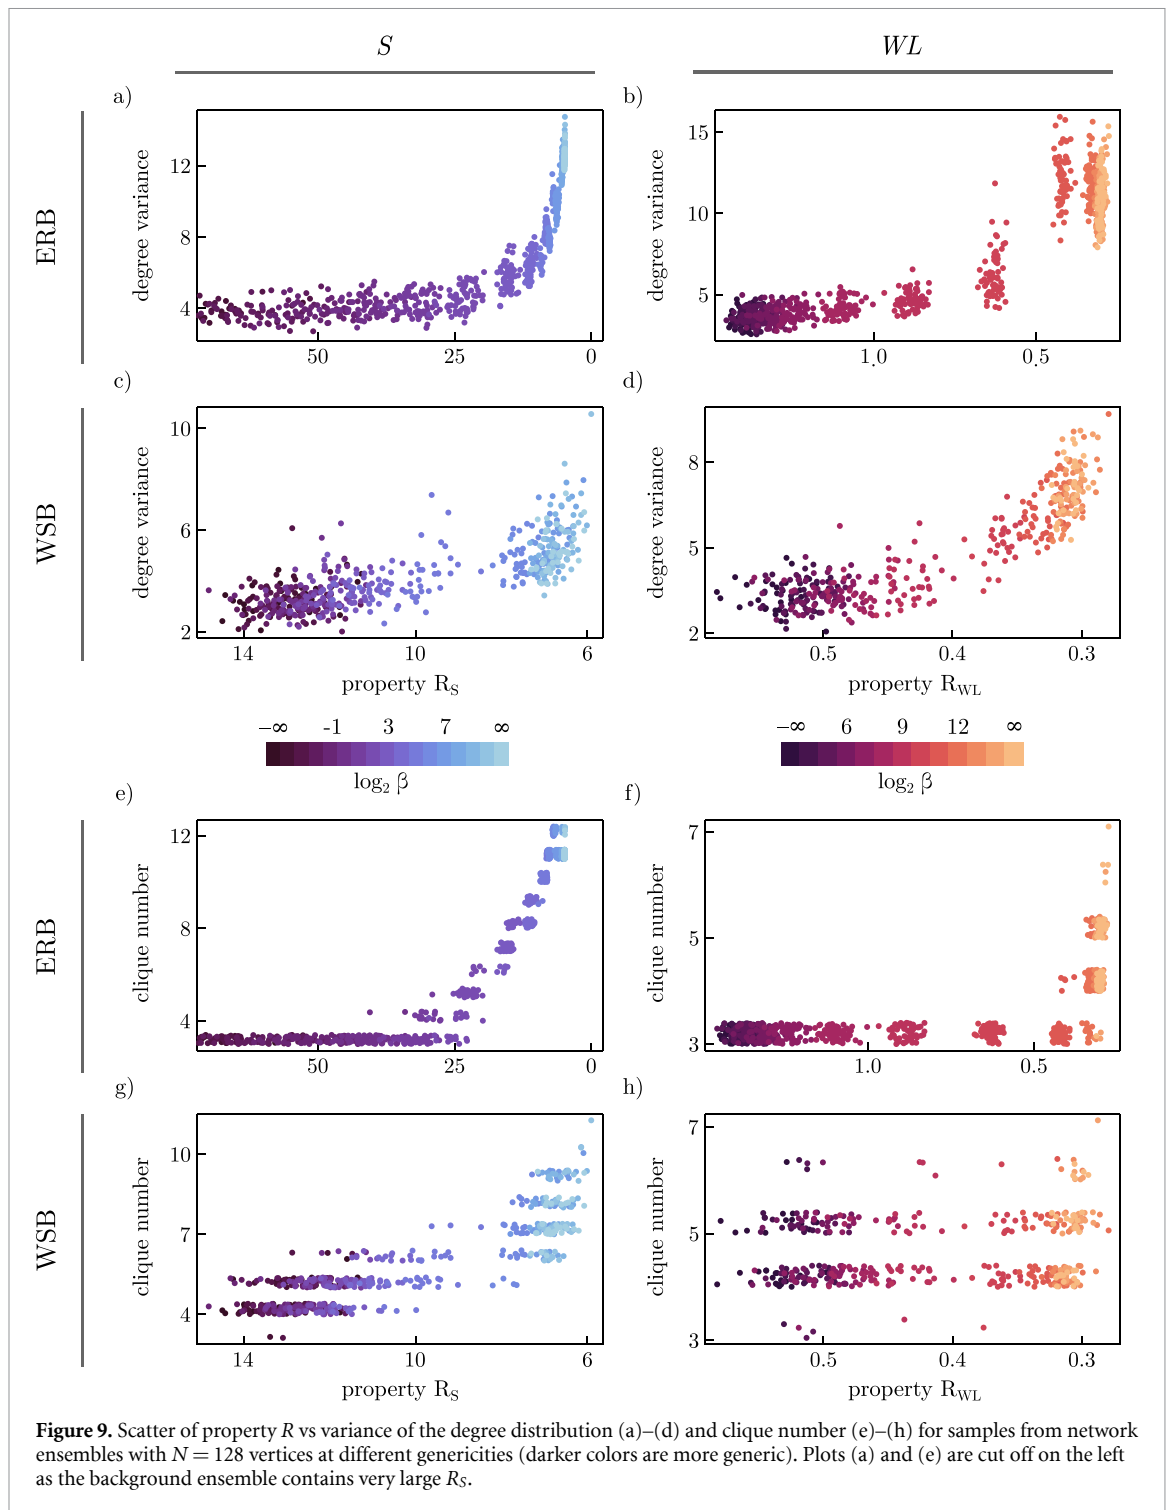 S WL
a) b)
ERB
degree variance
12
8
4
50 25 0
degree variance
15
10
5
1.0 0.5
c) d)
WSB
degree variance
10
6
2
14 10 6
property R_S
degree variance
8
5
2
0.5 0.4 0.3
property R_WL
−∞ -1 3 7 ∞
log₂ β
−∞ 6 9 12 ∞
log₂ β
e) f)
ERB
clique number
12
8
4
50 25 0
clique number
7
5
3
1.0 0.5
g) h)
WSB
clique number
10
7
4
14 10 6
property R_S
clique number
7
5
3
0.5 0.4 0.3
property R_WL
Figure 9. Scatter of property R vs variance of the degree distribution (a)–(d) and clique number (e)–(h) for samples from network
ensembles with N = 128 vertices at different genericities (darker colors are more generic). Plots (a) and (e) are cut off on the left
as the background ensemble contains very large R_S.